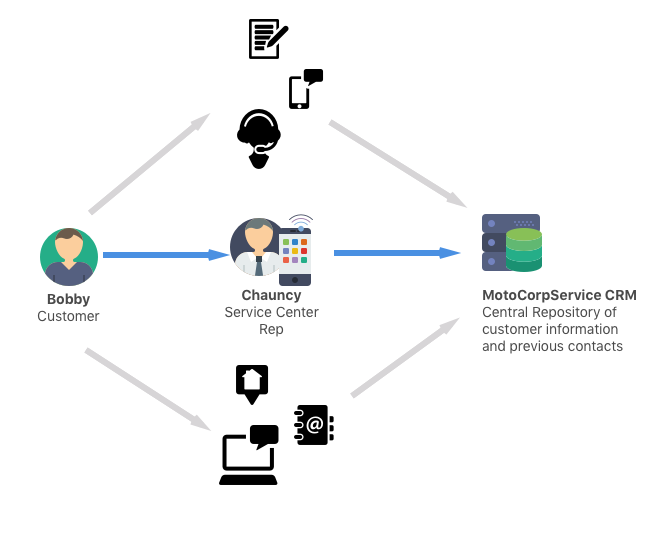 Bobby
Customer
Chauncy
Service Center
Rep
MotoCorpService CRM
Central Repository of
customer information
and previous contacts
@